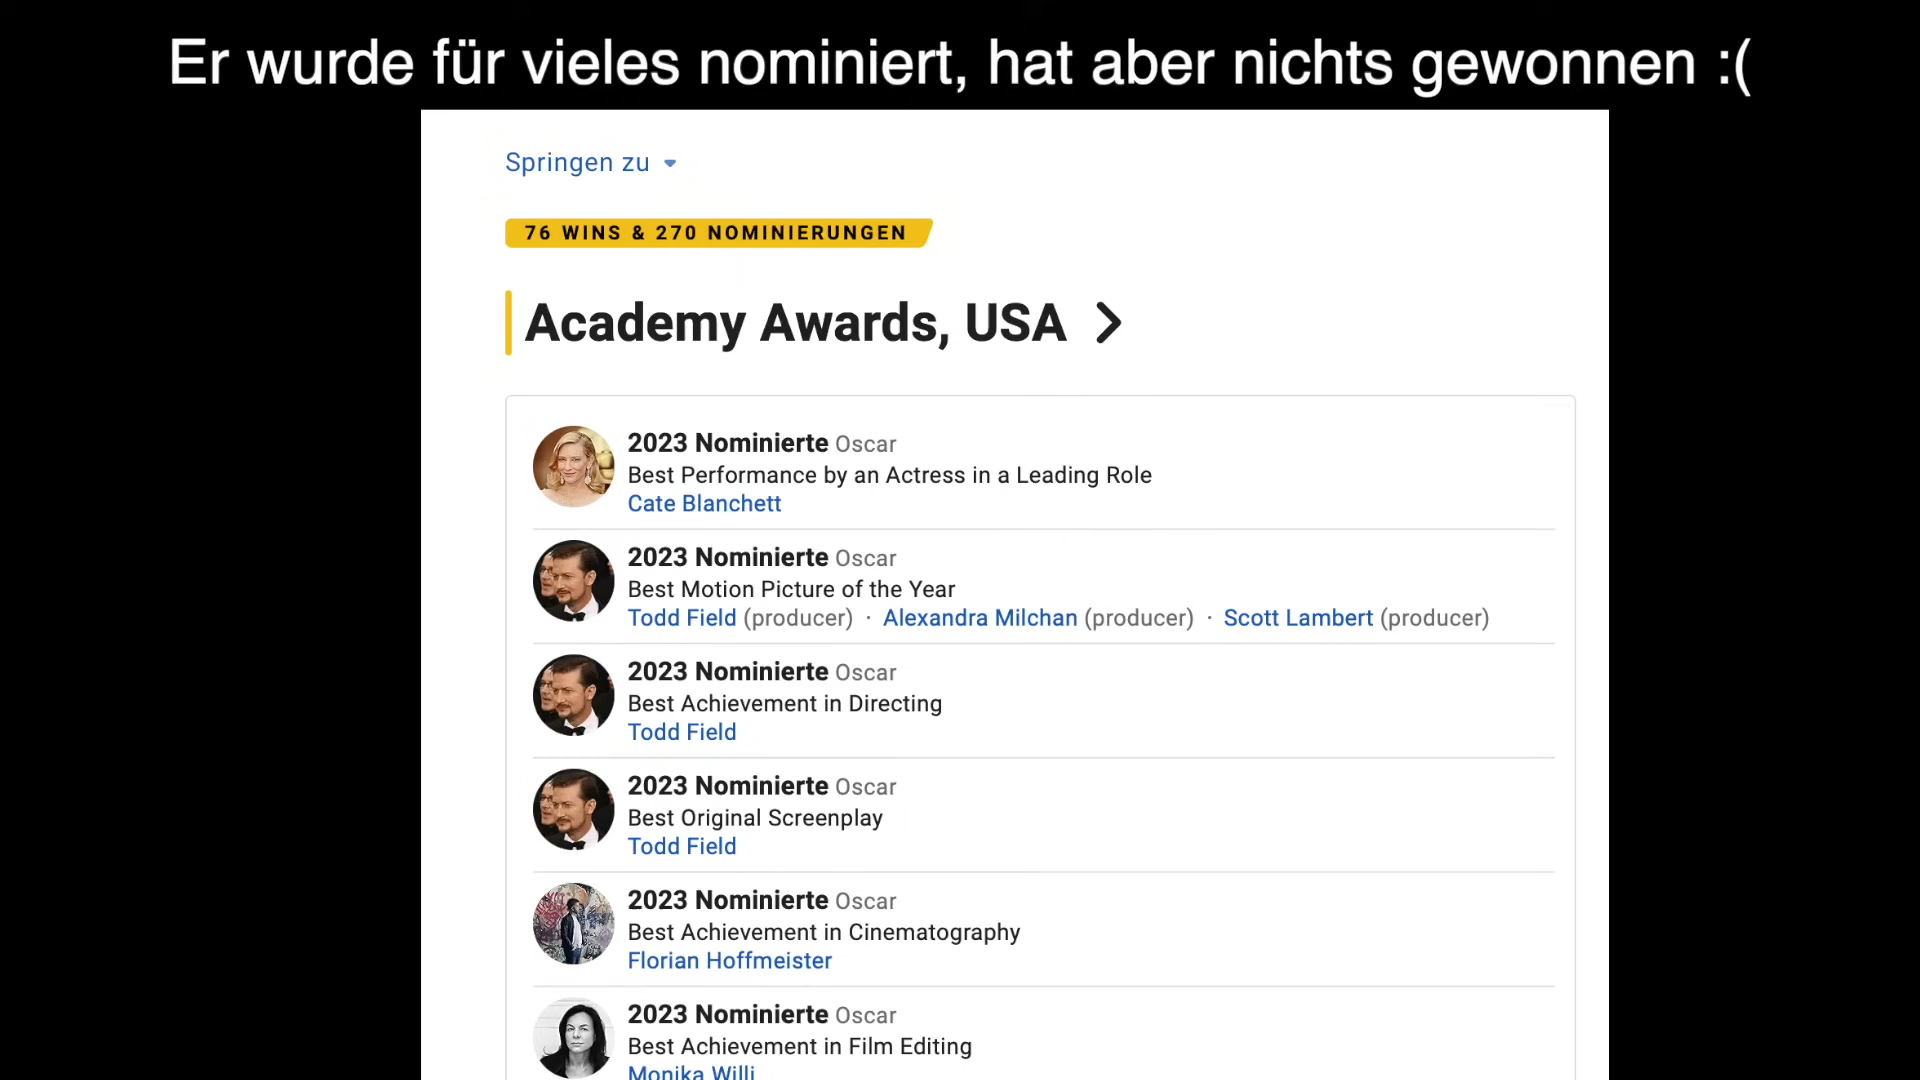 Er wurde für vieles nominiert, hat aber nichts gewonnen :(
Springen zu
76 WINS & 270 NOMINIERUNGEN
Academy Awards, USA
2023 Nominierte Oscar
Best Performance by an Actress in a Leading Role
Cate Blanchett
2023 Nominierte Oscar
Best Motion Picture of the Year
Todd Field (producer) · Alexandra Milchan (producer) · Scott Lambert (producer)
2023 Nominierte Oscar
Best Achievement in Directing
Todd Field
2023 Nominierte Oscar
Best Original Screenplay
Todd Field
2023 Nominierte Oscar
Best Achievement in Cinematography
Florian Hoffmeister
2023 Nominierte Oscar
Best Achievement in Film Editing
Monika Willi